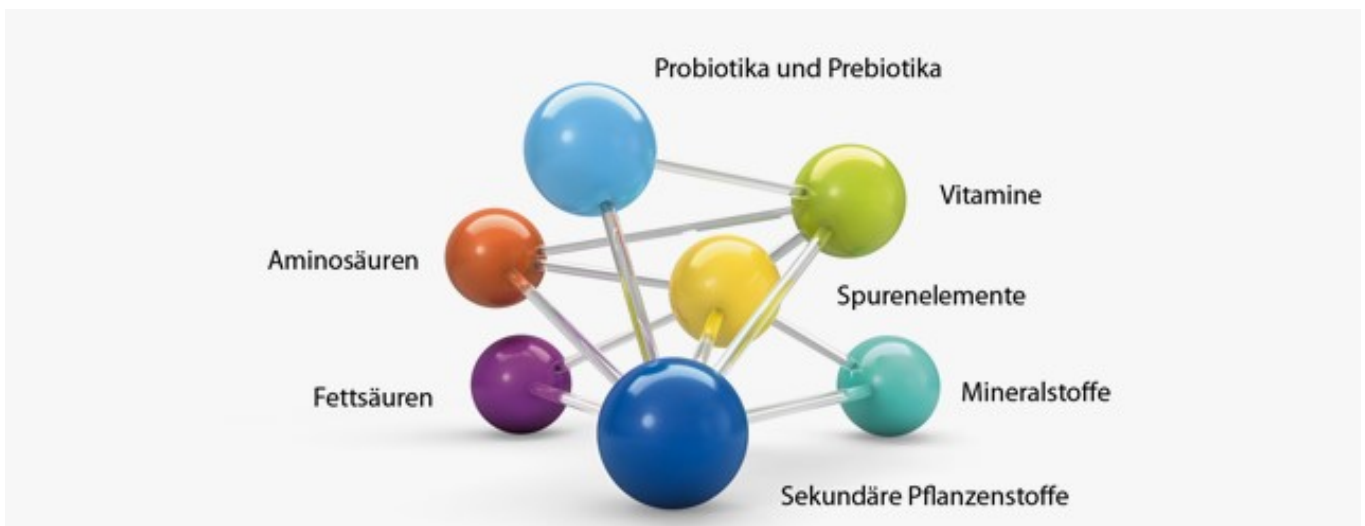 Probiotika und Prebiotika
Vitamine
Aminosäuren
Spurenelemente
Fettsäuren
Mineralstoffe
Sekundäre Pflanzenstoffe